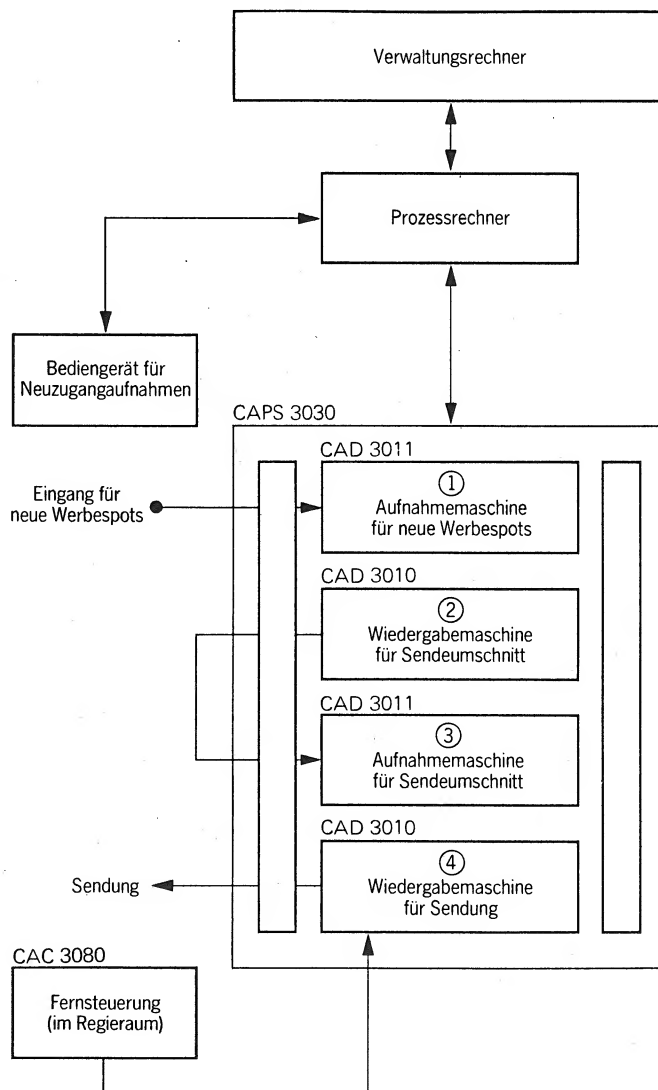 Verwaltungsrechner
Prozessrechner
Bediengerät für
Neuzugangaufnahmen
CAPS 3030
CAD 3011
①
Aufnahmemaschine
für neue Werbespots
Eingang für
neue Werbespots
CAD 3010
②
Wiedergabemaschine
für Sendeumschnitt
CAD 3011
③
Aufnahmemaschine
für Sendeumschnitt
CAD 3010
④
Wiedergabemaschine
für Sendung
Sendung
CAC 3080
Fernsteuerung
(im Regieraum)